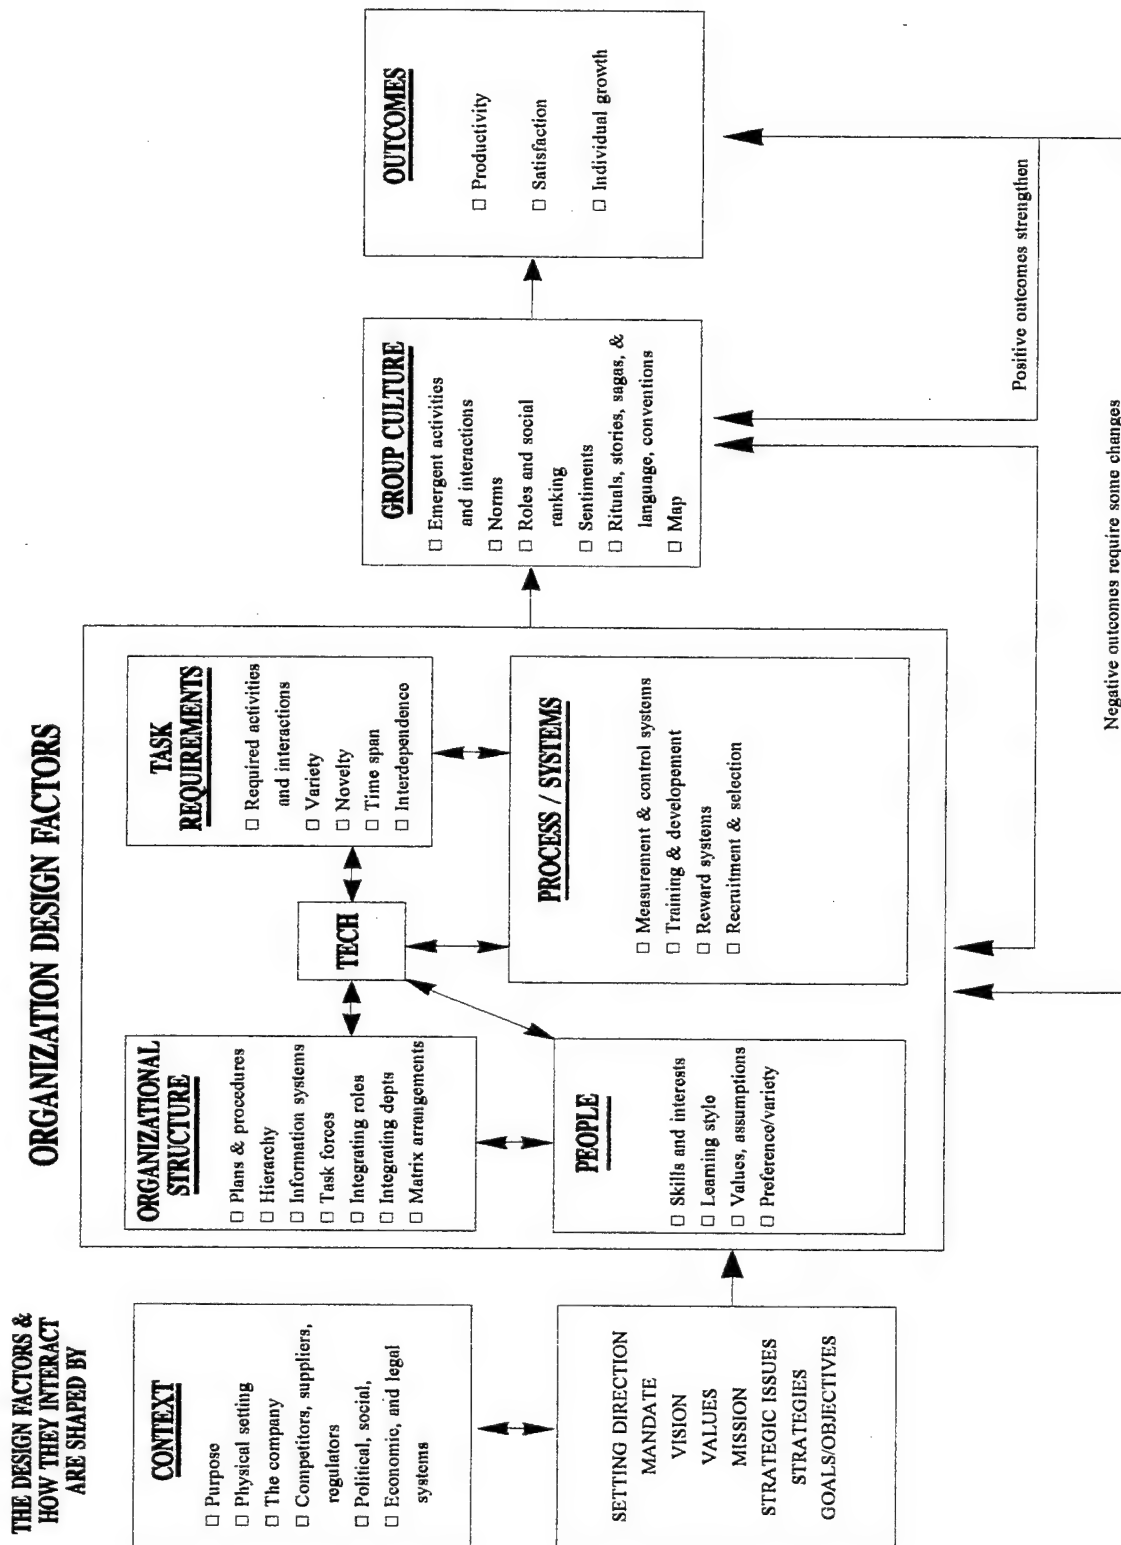 ORGANIZATION DESIGN FACTORS
THE DESIGN FACTORS &
HOW THEY INTERACT
ARE SHAPED BY
CONTEXT
□ Purpose
□ Physical setting
□ The company
□ Competitors, suppliers,
regulators
□ Political, social,
□ Economic, and legal
systems
SETTING DIRECTION
MANDATE
VISION
VALUES
MISSION
STRATEGIC ISSUES
STRATEGIES
GOALS/OBJECTIVES
ORGANIZATIONAL
STRUCTURE
□ Plans & procedures
□ Hierarchy
□ Information systems
□ Task forces
□ Integrating roles
□ Integrating depts
□ Matrix arrangements
PEOPLE
□ Skills and interests
□ Learning style
□ Values, assumptions
□ Preference/variety
TECH
TASK
REQUIREMENTS
□ Required activities
and interactions
□ Variety
□ Novelty
□ Time span
□ Interdependence
PROCESS / SYSTEMS
□ Measurement & control systems
□ Training & developement
□ Reward systems
□ Recruitment & selection
GROUP CULTURE
□ Emergent activities
and interactions
□ Norms
□ Roles and social
ranking
□ Sentiments
□ Rituals, stories, sagas, &
language, conventions
□ Map
OUTCOMES
□ Productivity
□ Satisfaction
□ Individual growth
Positive outcomes strengthen
Negative outcomes require some changes